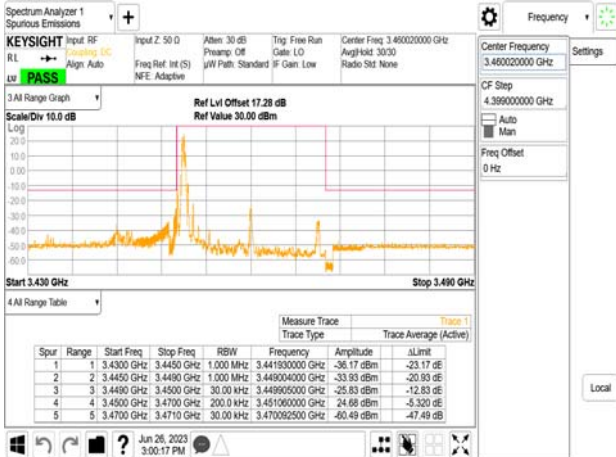 Spectrum Analyzer 1
Spurious Emissions
Frequency
KEYSIGHT
RL
LV
PASS
Input: RF
Coupling: DC
Align: Auto
Input Z: 50 Ω
Freq Ref: Int (S)
NFE: Adaptive
Atten: 30 dB
Preamp: Off
µW Path: Standard
Trig: Free Run
Gate: LO
IF Gain: Low
Center Freq: 3.460020000 GHz
Avg|Hold: 30/30
Radio Std: None
Center Frequency
3.460020000 GHz
Settings
CF Step
4.399000000 GHz
Auto
Man
Freq Offset
0 Hz
3 All Range Graph
Scale/Div 10.0 dB
Ref Lvl Offset 17.28 dB
Ref Value 30.00 dBm
Log
20.0
10.0
0.00
-10.0
-20.0
-30.0
-40.0
-50.0
-60.0
Start 3.430 GHz
Stop 3.490 GHz
4 All Range Table
Measure Trace Trace 1
Trace Type Trace Average (Active)
Spur Range Start Freq Stop Freq RBW Frequency Amplitude ΔLimit
1 1 3.4300 GHz 3.4450 GHz 1.000 MHz 3.441930000 GHz -36.17 dBm -23.17 dB
2 2 3.4450 GHz 3.4490 GHz 1.000 MHz 3.449004000 GHz -33.93 dBm -20.93 dB
3 3 3.4490 GHz 3.4500 GHz 30.00 kHz 3.449905000 GHz -25.83 dBm -12.83 dB
4 4 3.4500 GHz 3.4700 GHz 200.0 kHz 3.451060000 GHz 24.68 dBm -5.320 dB
5 5 3.4700 GHz 3.4710 GHz 30.00 kHz 3.470092500 GHz -60.49 dBm -47.49 dB
Local
?
Jun 26, 2023
3:00:17 PM